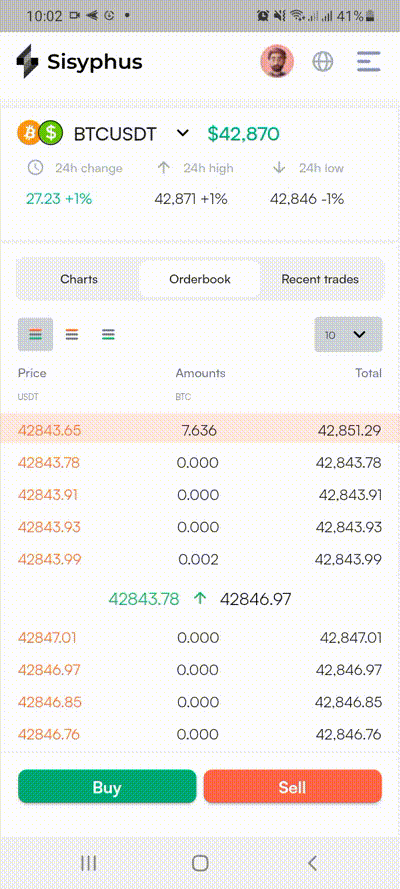 10:02 41%
Sisyphus
BTCUSDT $42,870
24h change 24h high 24h low
27.23 +1% 42,871 +1% 42,846 -1%
Charts Orderbook Recent trades
10
Price Amounts Total
USDT BTC
42843.65 7.636 42,851.29
42843.78 0.000 42,843.78
42843.91 0.000 42,843.91
42843.93 0.000 42,843.93
42843.99 0.002 42,843.99
42843.78 42846.97
42847.01 0.000 42,847.01
42846.97 0.000 42,846.97
42846.85 0.000 42,846.85
42846.76 0.000 42,846.76
Buy Sell